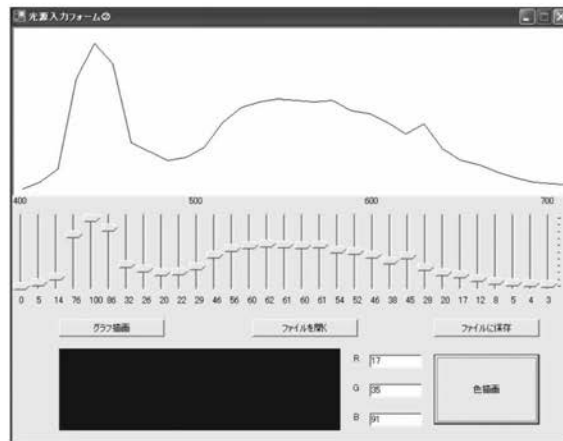 光源入力フォーム②
400 500 600 700
0 5 14 76 100 86 32 26 20 22 29 46 56 60 62 61 60 61 54 52 46 38 45 28 20 17 12 8 5 4 3
グラフ描画 ファイルを開く ファイルに保存
R 17
G 35
B 91
色描画